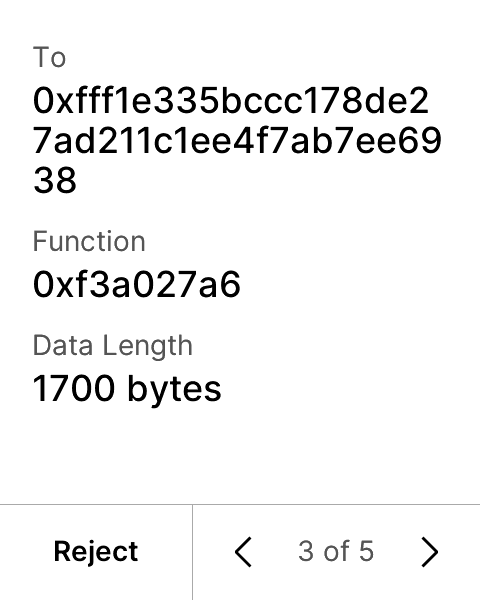 To
0xfff1e335bccc178de2
7ad211c1ee4f7ab7ee69
38
Function
0xf3a027a6
Data Length
1700 bytes
Reject
3 of 5